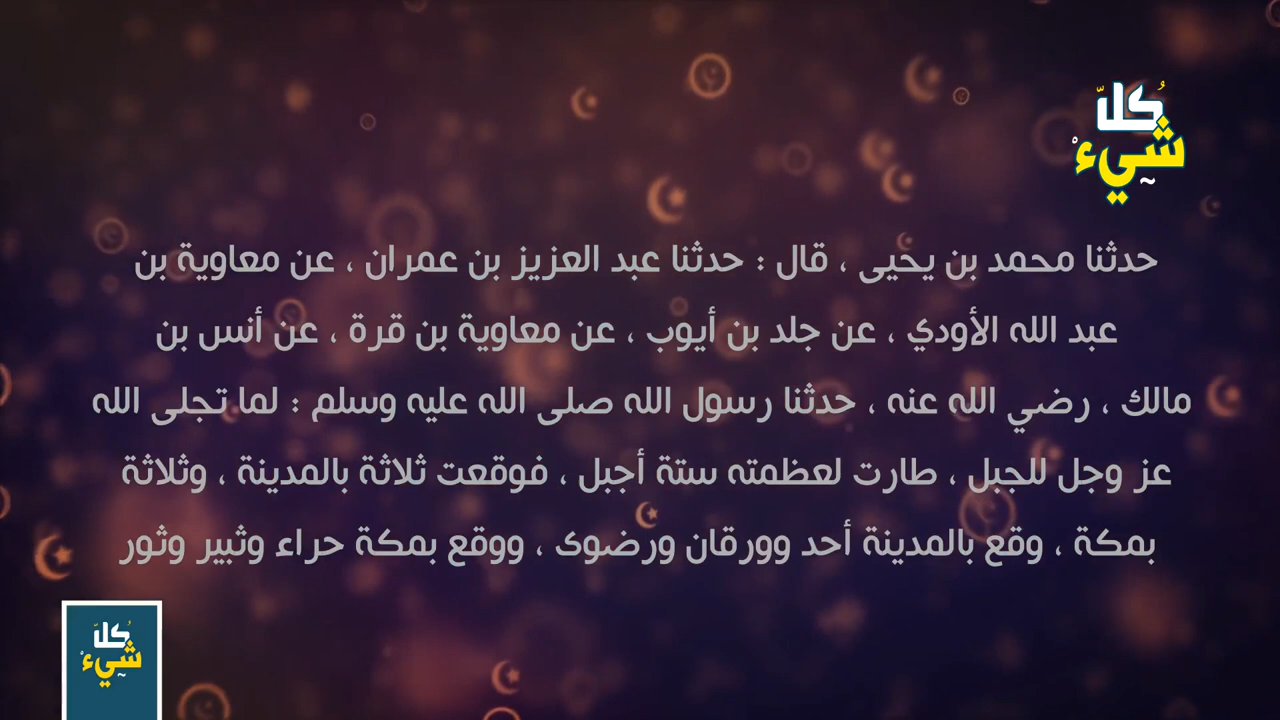 كلّ
شيء
حدثنا محمد بن يحيى ، قال : حدثنا عبد العزيز بن عمران ، عن معاوية بن
عبد الله الأودي ، عن جلد بن أيوب ، عن معاوية بن قرة ، عن أنس بن
مالك ، رضي الله عنه ، حدثنا رسول الله صلى الله عليه وسلم : لما تجلى الله
عز وجل للجبل ، طارت لعظمته ستة أجبل ، فوقعت ثلاثة بالمدينة ، وثلاثة
بمكة ، وقع بالمدينة أحد وورقان ورضوى ، ووقع بمكة حراء وثبير وثور
كلّ
شيء